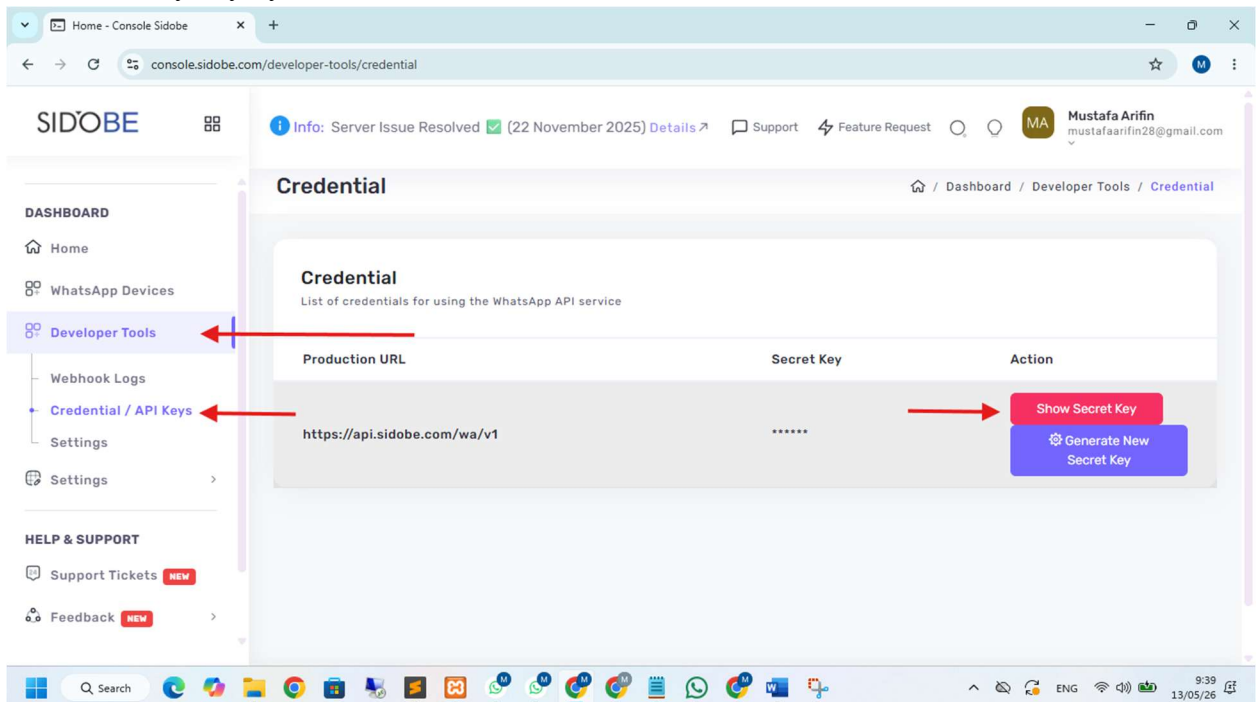 Home - Console Sidobe
console.sidobe.com/developer-tools/credential
M
SIDOBE
Info: Server Issue Resolved ✅ (22 November 2025) Details
Support
Feature Request
MA
Mustafa Arifin
mustafaarifin28@gmail.com
Credential
/ Dashboard / Developer Tools / Credential
DASHBOARD
Home
WhatsApp Devices
Developer Tools
Webhook Logs
Credential / API Keys
Settings
Settings
HELP & SUPPORT
Support Tickets NEW
Feedback NEW
Credential
List of credentials for using the WhatsApp API service
Production URL
Secret Key
Action
https://api.sidobe.com/wa/v1
******
Show Secret Key
Generate New
Secret Key
Search
ENG
9:39
13/05/26